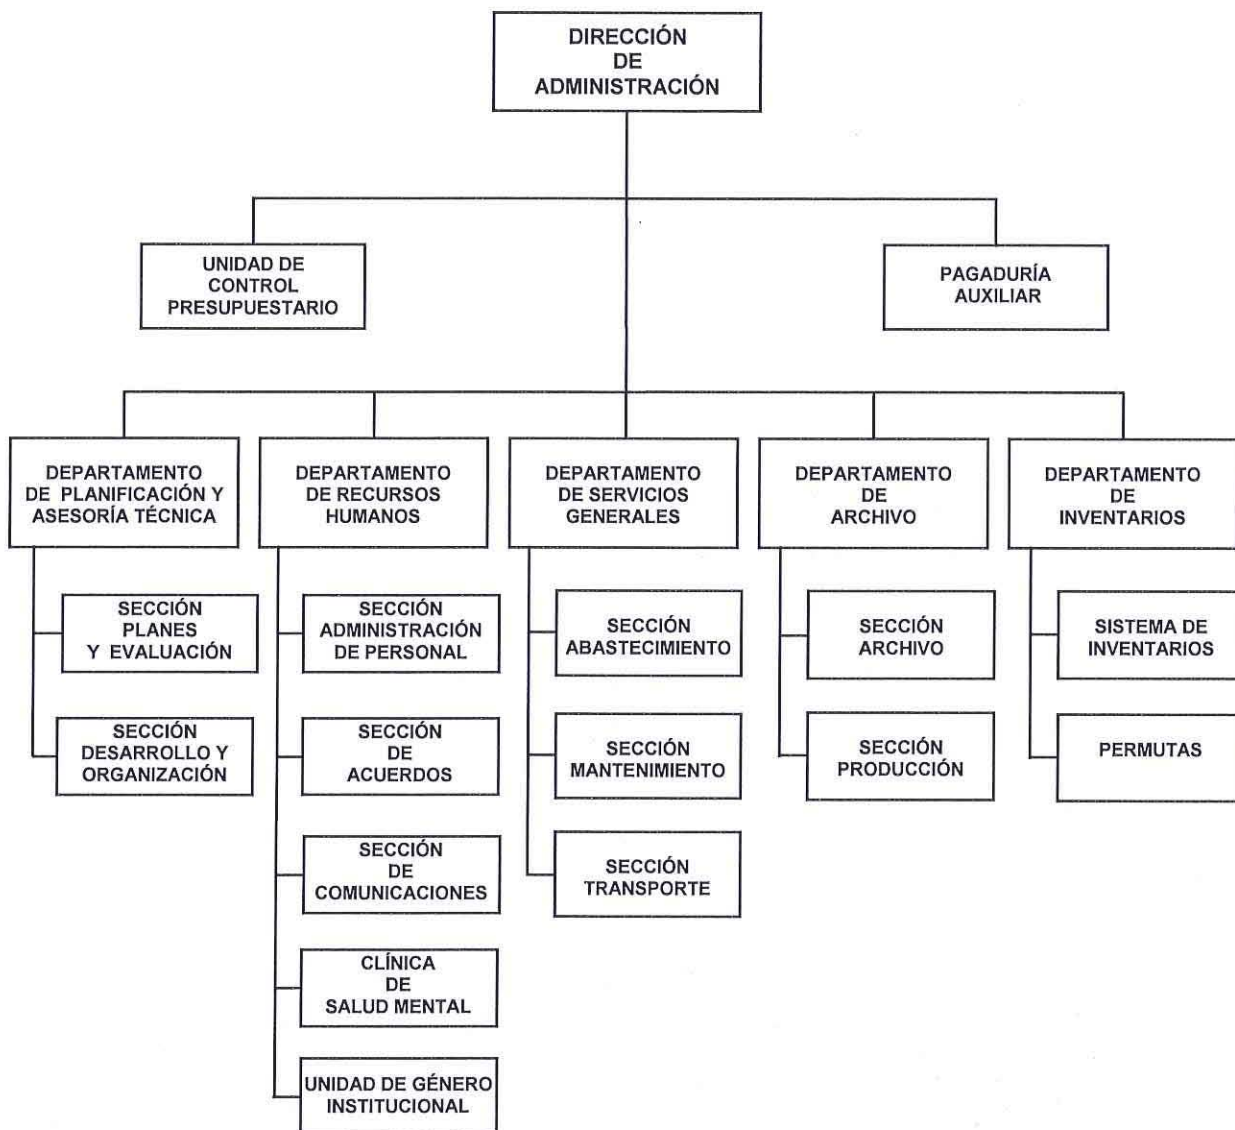 DIRECCIÓN
DE
ADMINISTRACIÓN
UNIDAD DE
CONTROL
PRESUPUESTARIO
PAGADURÍA
AUXILIAR
DEPARTAMENTO
DE PLANIFICACIÓN Y
ASESORÍA TÉCNICA
DEPARTAMENTO
DE RECURSOS
HUMANOS
DEPARTAMENTO
DE SERVICIOS
GENERALES
DEPARTAMENTO
DE
ARCHIVO
DEPARTAMENTO
DE
INVENTARIOS
SECCIÓN
PLANES
Y EVALUACIÓN
SECCIÓN
DESARROLLO Y
ORGANIZACIÓN
SECCIÓN
ADMINISTRACIÓN
DE PERSONAL
SECCIÓN
DE
ACUERDOS
SECCIÓN
DE
COMUNICACIONES
CLÍNICA
DE
SALUD MENTAL
UNIDAD DE GÉNERO
INSTITUCIONAL
SECCIÓN
ABASTECIMIENTO
SECCIÓN
MANTENIMIENTO
SECCIÓN
TRANSPORTE
SECCIÓN
ARCHIVO
SECCIÓN
PRODUCCIÓN
SISTEMA DE
INVENTARIOS
PERMUTAS